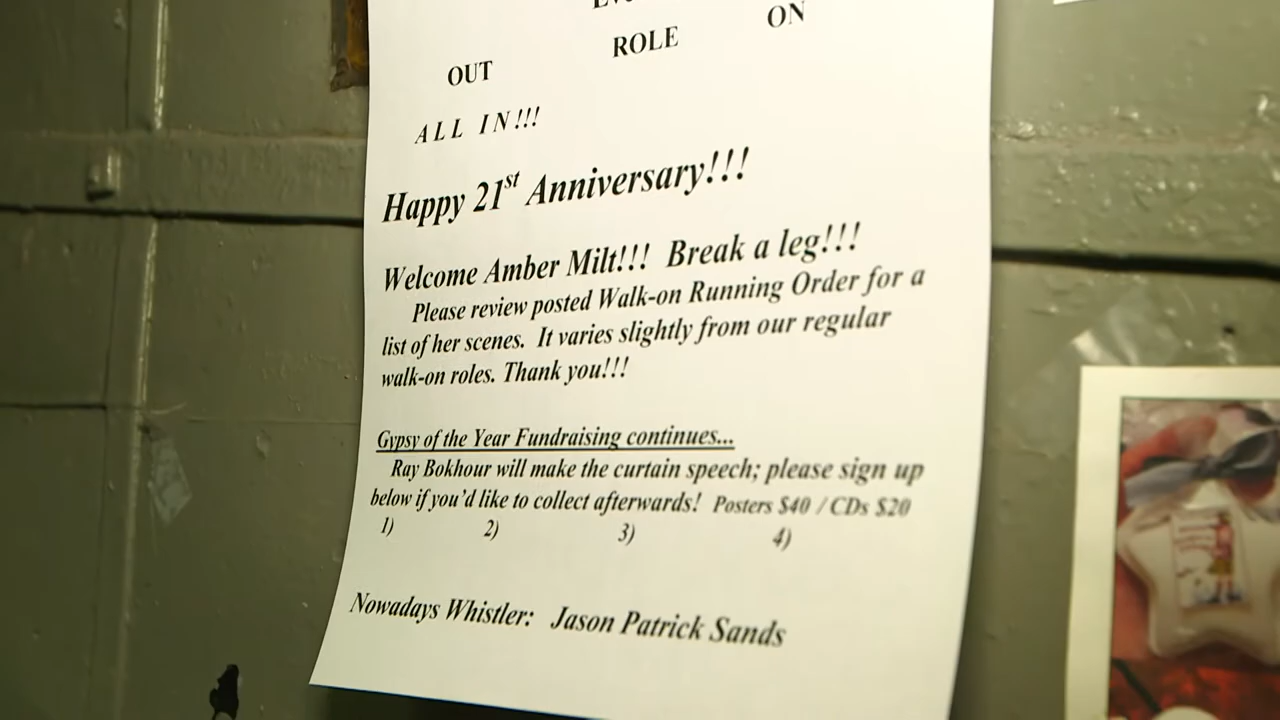 ON
ROLE
OUT
ALL IN!!!
Happy 21st Anniversary!!!
Welcome Amber Milt!!! Break a leg!!!
Please review posted Walk-on Running Order for a
list of her scenes. It varies slightly from our regular
walk-on roles. Thank you!!!
Gypsy of the Year Fundraising continues...
Ray Bokhour will make the curtain speech; please sign up
below if you'd like to collect afterwards! Posters $40 / CDs $20
1) 2) 3) 4)
Nowadays Whistler: Jason Patrick Sands